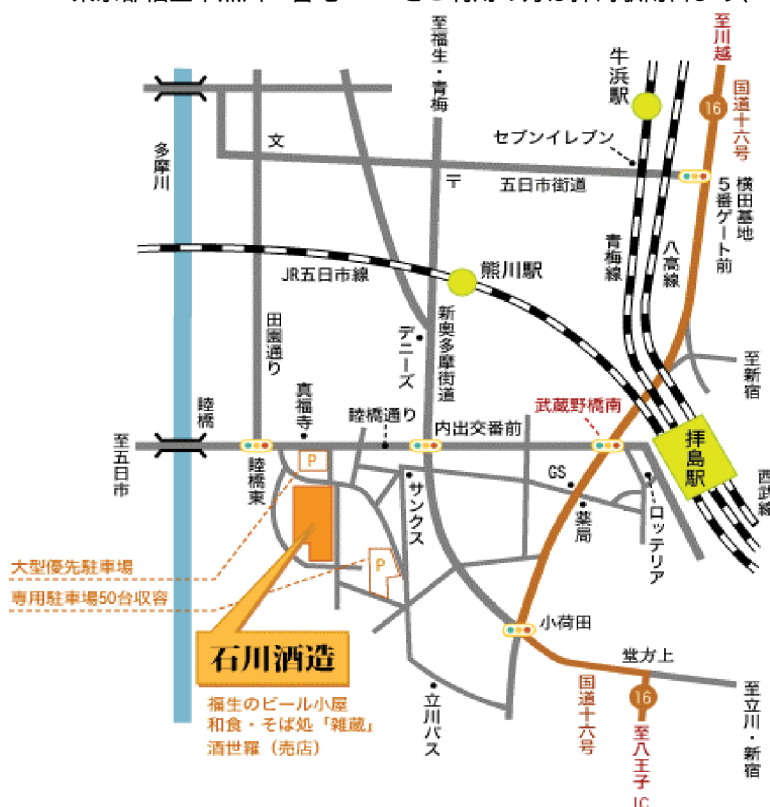 至福生・青梅
至川越
牛浜駅
16
国道十六号
セブンイレブン
多摩川
文
〒
五日市街道
横田基地
5番ゲート前
青梅線
八高線
JR五日市線
熊川駅
田園通り
デニーズ
新奥多摩街道
至新宿
睦橋
真福寺
睦橋通り
内出交番前
武蔵野橋南
拝島駅
至五日市
睦橋東
P
サンクス
GS
薬局
ロッテリア
西武線
大型優先駐車場
P
専用駐車場50台収容
小荷田
石川酒造
堂方上
福生のビール小屋
和食・そば処「雑蔵」
酒世羅（売店）
立川バス
国道十六号
16
至八王子
IC
至立川・新宿